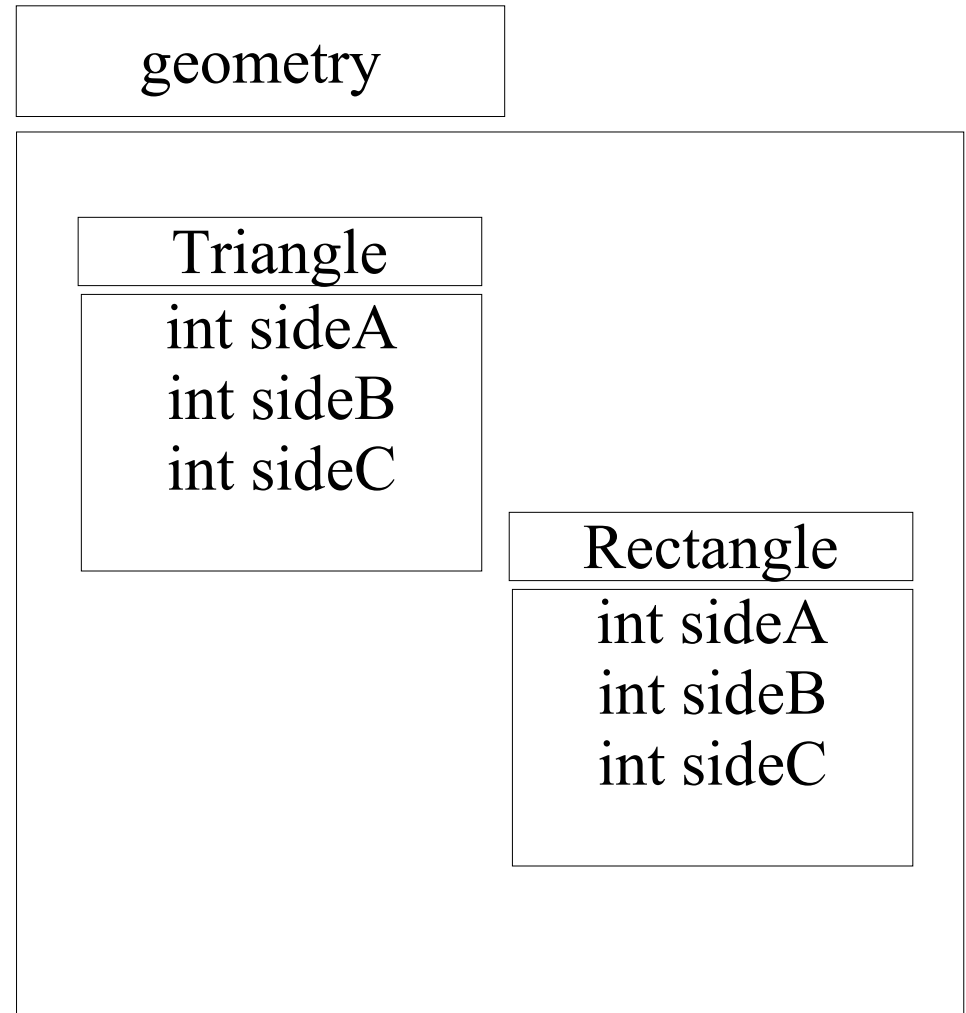 geometry
Triangle
int sideA
int sideB
int sideC
Rectangle
int sideA
int sideB
int sideC